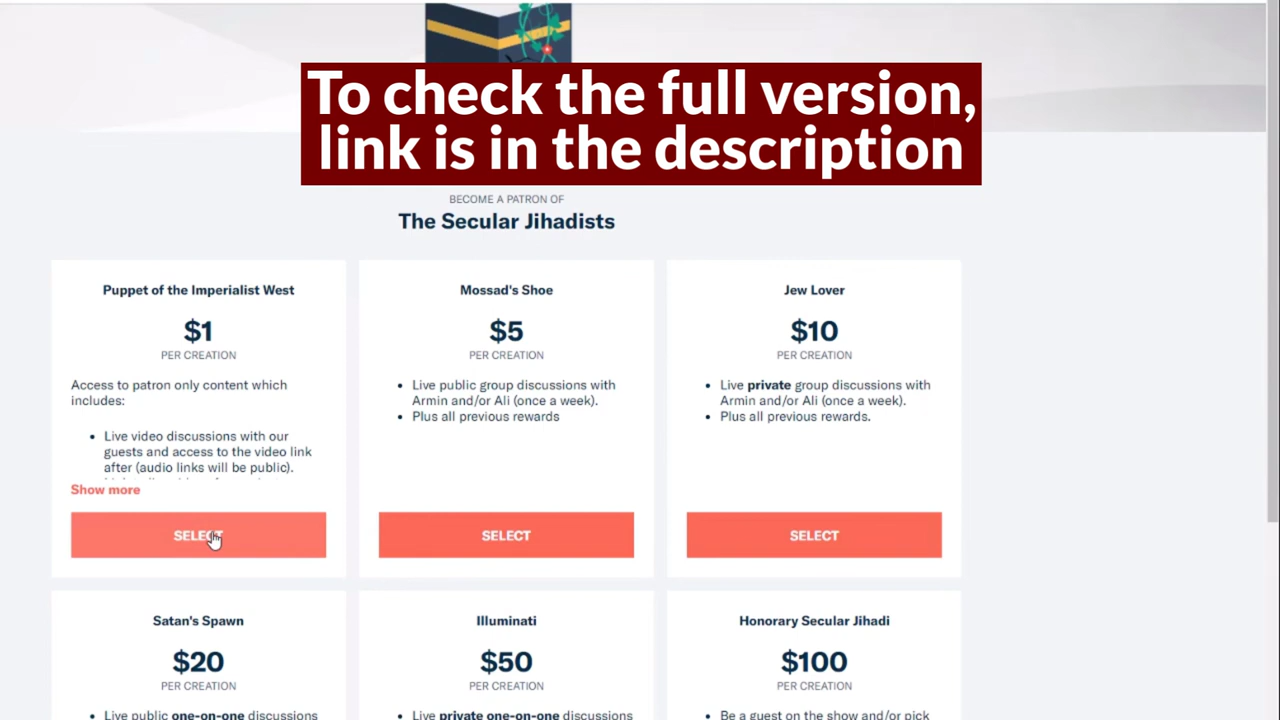 To check the full version,
link is in the description
BECOME A PATRON OF
The Secular Jihadists
Puppet of the Imperialist West
$1
PER CREATION
Access to patron only content which
includes:
• Live video discussions with our
guests and access to the video link
after (audio links will be public).
Show more
SELECT
Mossad's Shoe
$5
PER CREATION
• Live public group discussions with
Armin and/or Ali (once a week).
• Plus all previous rewards
SELECT
Jew Lover
$10
PER CREATION
• Live private group discussions with
Armin and/or Ali (once a week).
• Plus all previous rewards.
SELECT
Satan's Spawn
$20
PER CREATION
• Live public one-on-one discussions
Illuminati
$50
PER CREATION
• Live private one-on-one discussions
Honorary Secular Jihadi
$100
PER CREATION
• Be a guest on the show and/or pick